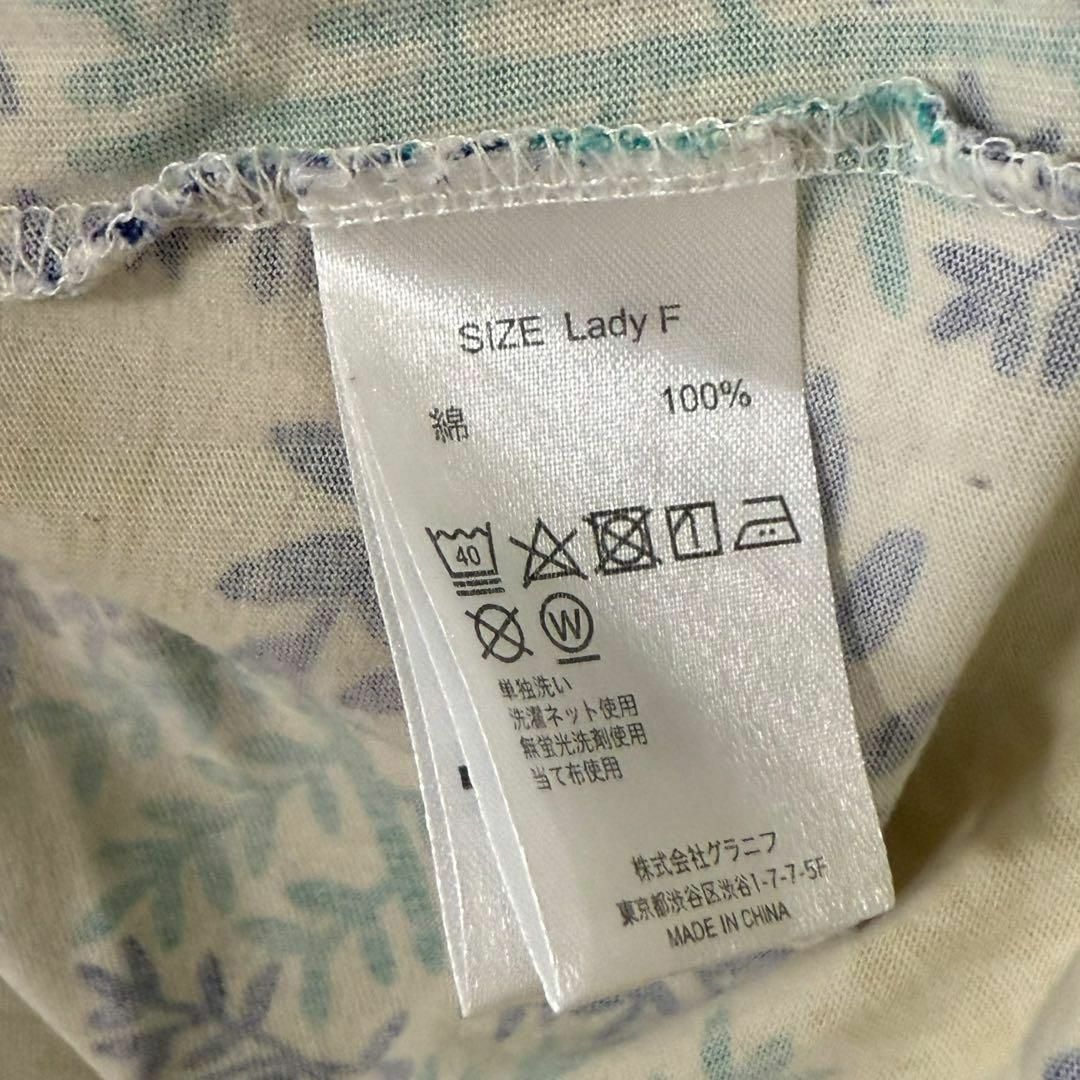 SIZE Lady F
綿 100%
40
W
単独洗い
洗濯ネット使用
無蛍光洗剤使用
当て布使用
株式会社グラニフ
東京都渋谷区渋谷1-7-7-5F
MADE IN CHINA